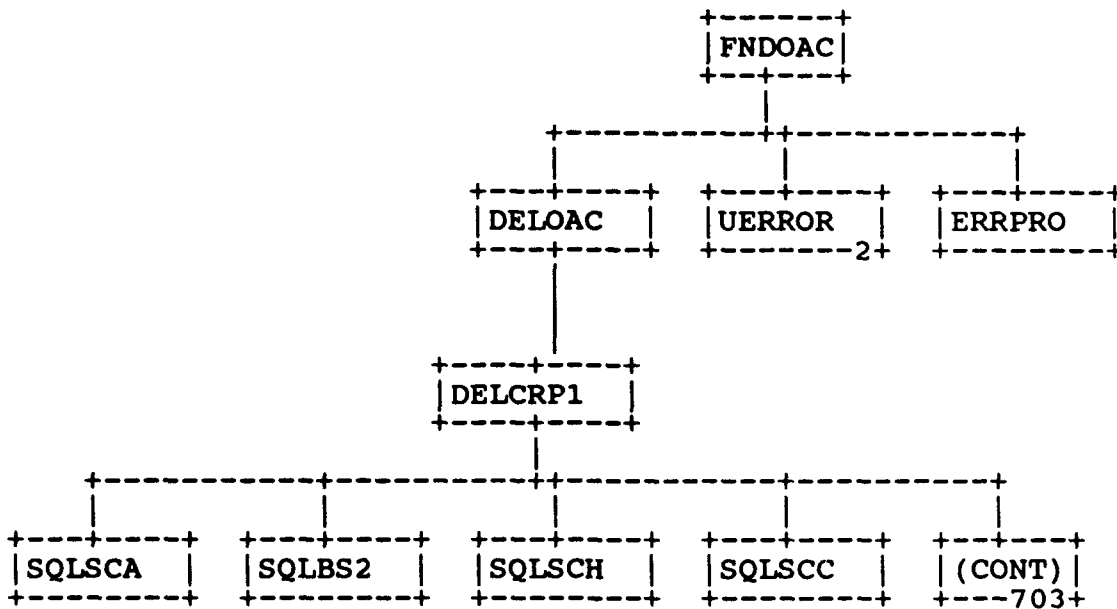 FNDOAC
DELOAC UERROR ERRPRO
2
DELCRP1
SQLSCA SQLBS2 SQLSCH SQLSCC (CONT)
703